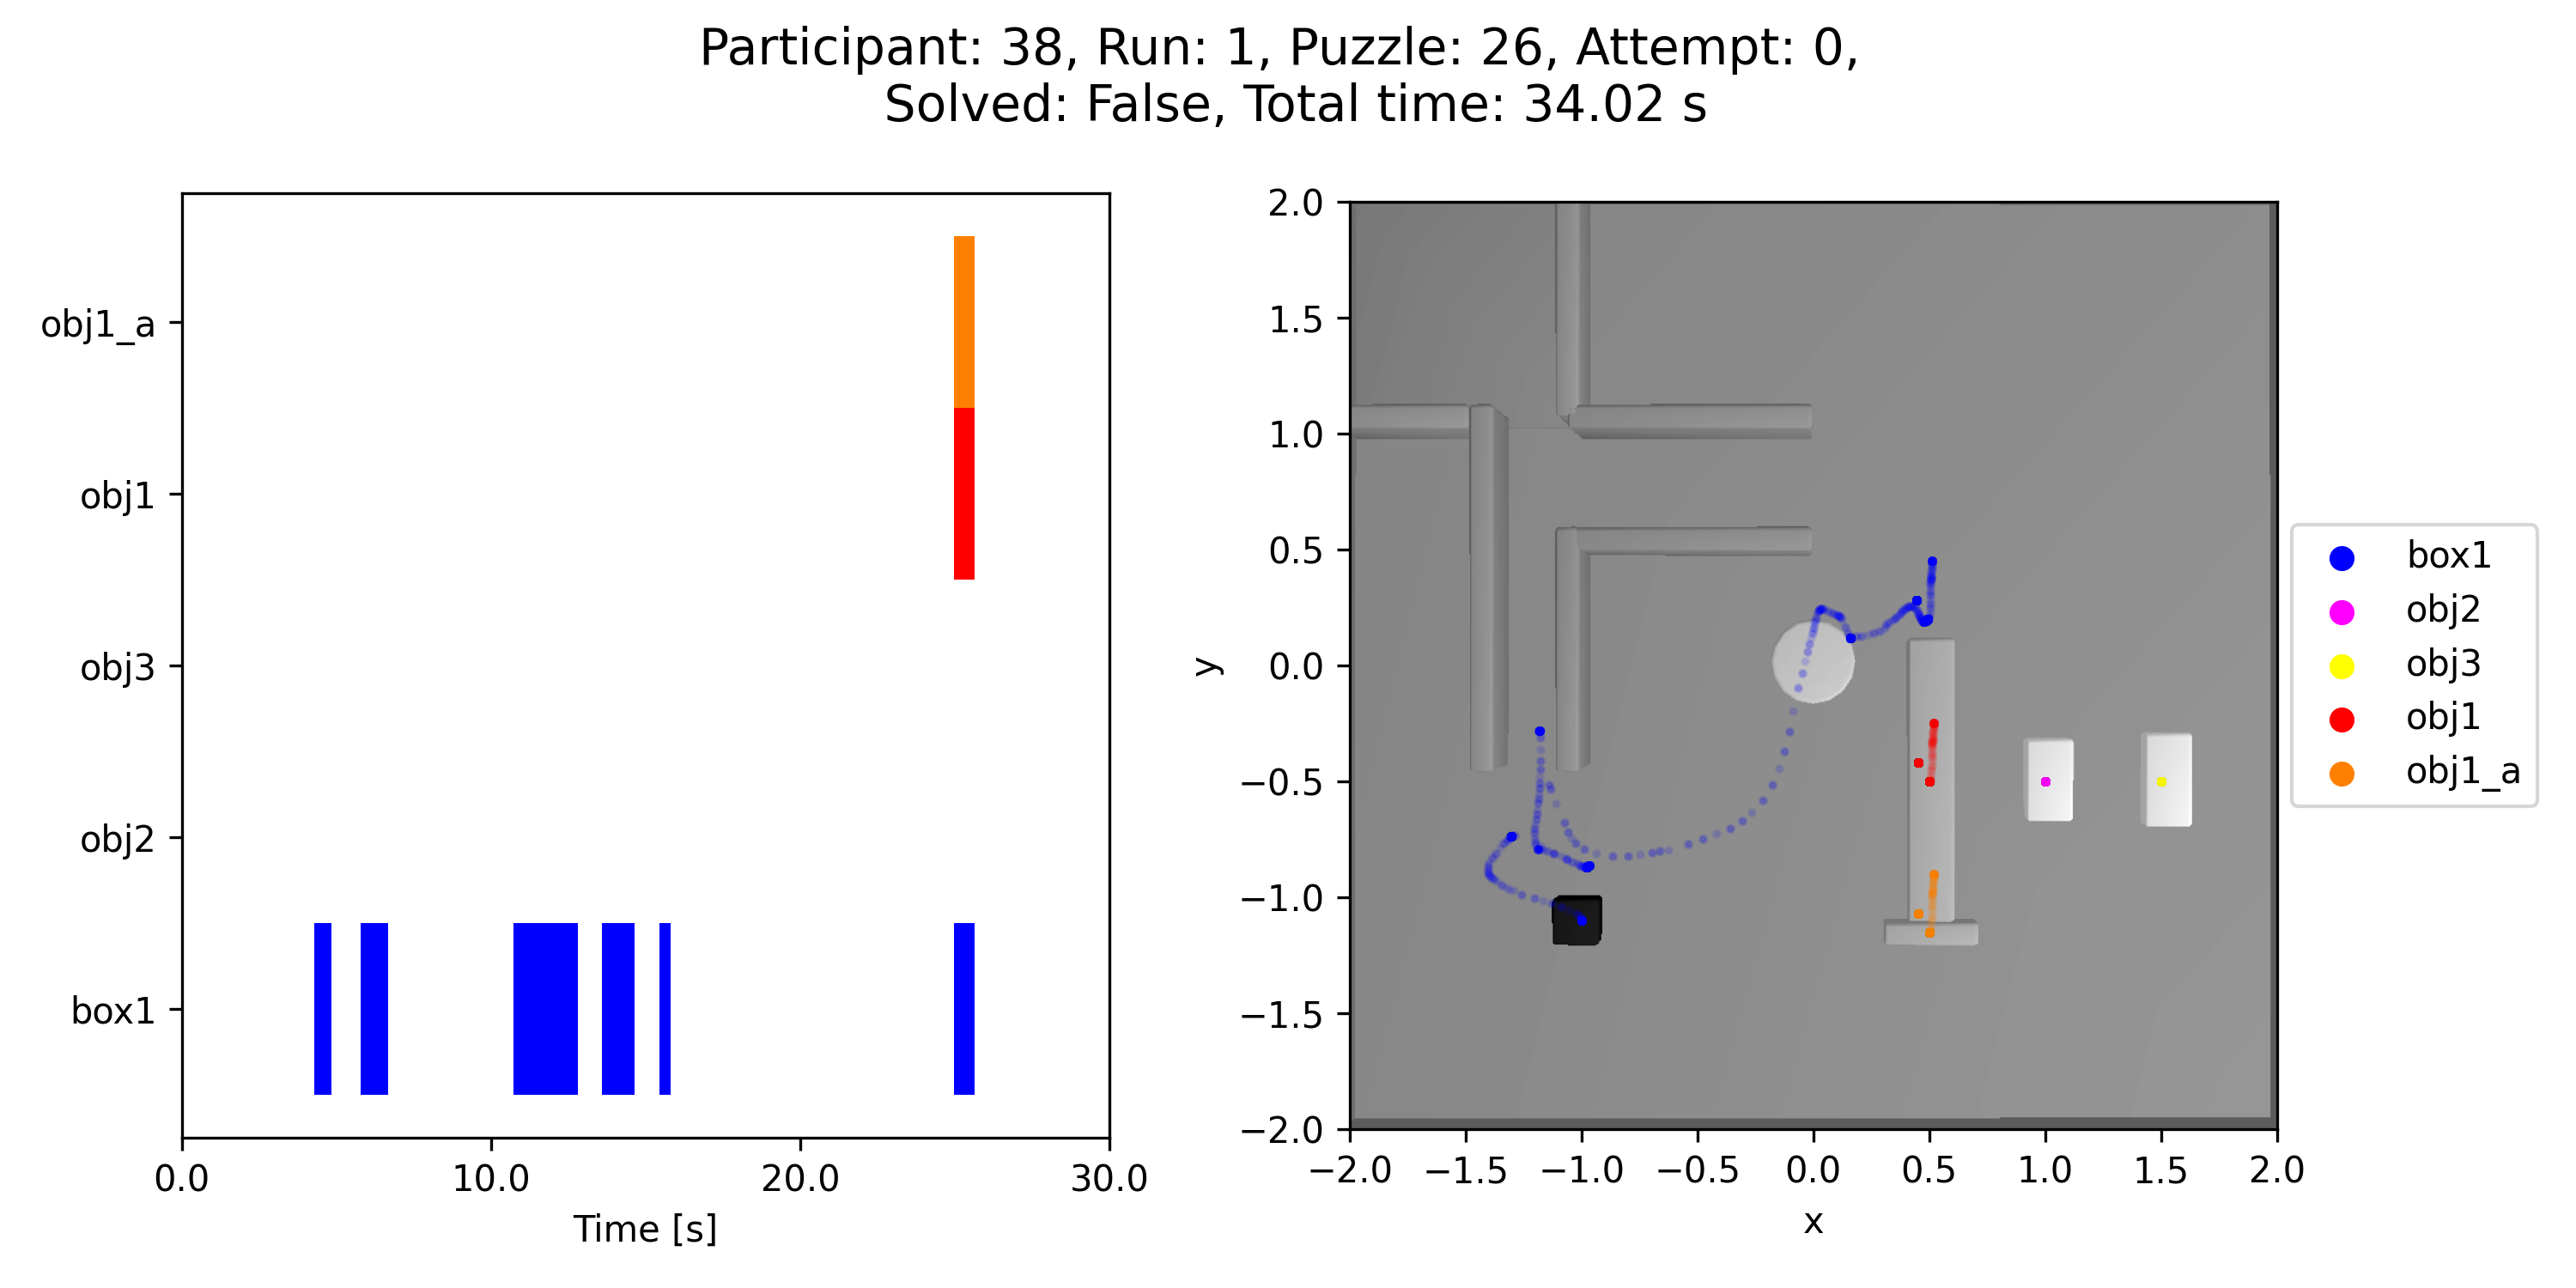 Participant: 38, Run: 1, Puzzle: 26, Attempt: 0,
Solved: False, Total time: 34.02 s
obj1_a
obj1
obj3
obj2
box1
0.0 10.0 20.0 30.0
Time [s]
2.0
1.5
1.0
0.5
0.0
−0.5
−1.0
−1.5
−2.0
y
−2.0 −1.5 −1.0 −0.5 0.0 0.5 1.0 1.5 2.0
x
box1
obj2
obj3
obj1
obj1_a